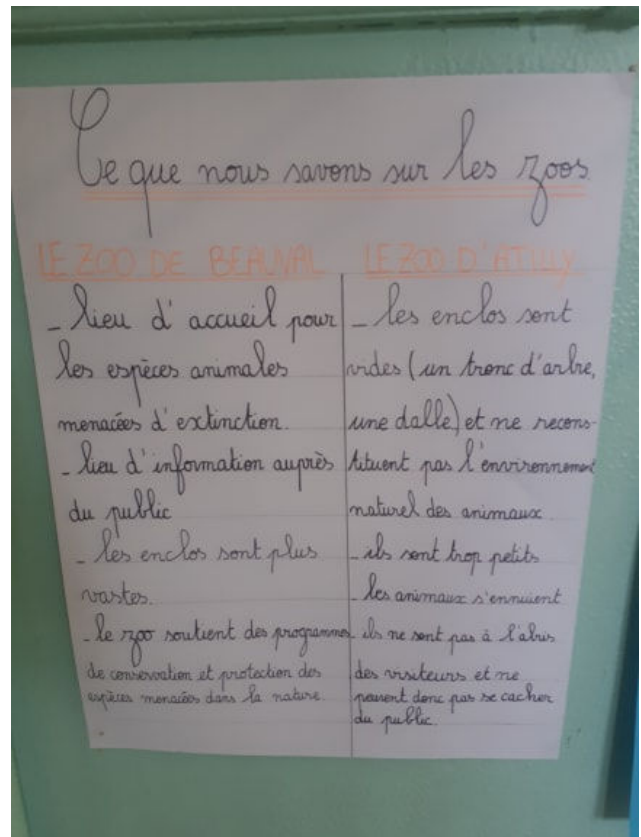 Ce que nous savons sur les zoos
LE ZOO DE BEAUVAL
- lieu d'accueil pour
les espèces animales
menacées d'extinction.
- lieu d'information auprès
du public
- les enclos sont plus
vastes.
- le zoo soutient des programmes
de conservation et protection des
espèces menacées dans la nature.
LE ZOO D'ATILLY
- les enclos sont
vides (un tronc d'arbre,
une dalle) et ne recons-
tituent pas l'environnement
naturel des animaux.
- ils sont trop petits
- les animaux s'ennuient
- ils ne sont pas à l'abris
des visiteurs et ne
peuvent donc pas se cacher
du public.